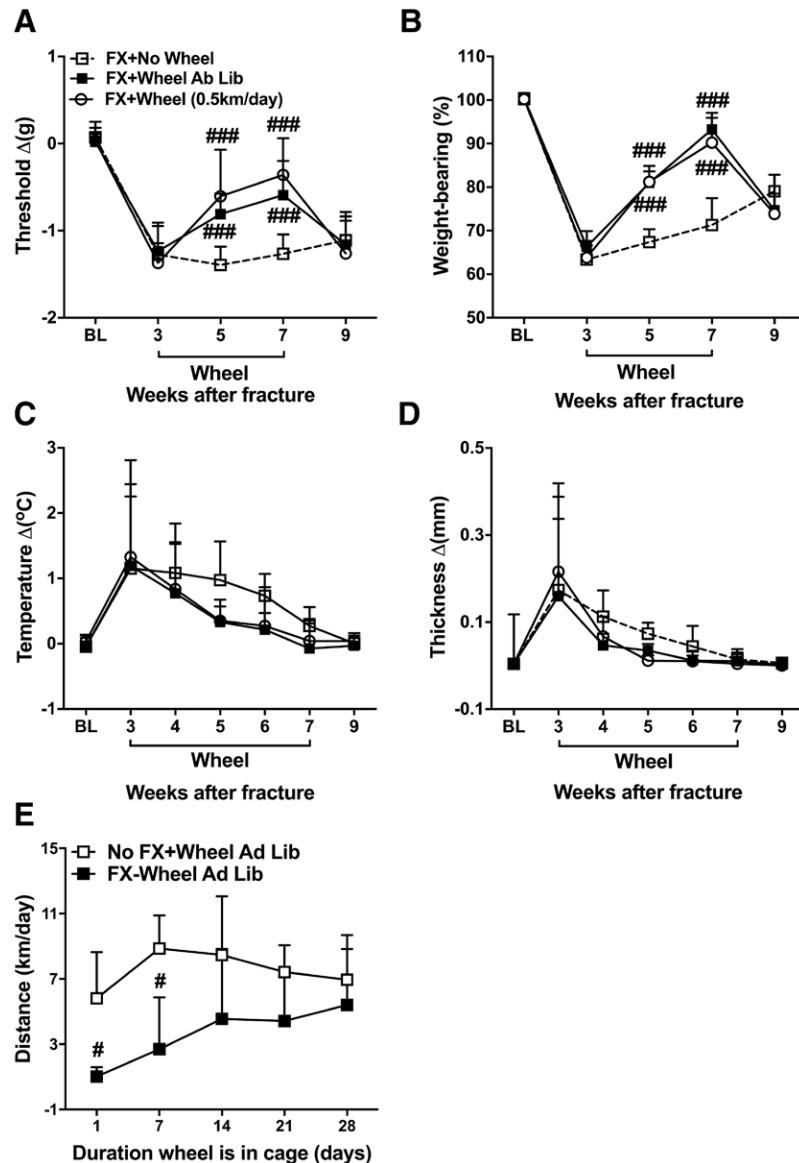 A
FX+No Wheel
FX+Wheel Ab Lib
FX+Wheel (0.5km/day)
Threshold Δ(g)
1
0
-1
-2
###
###
###
###
BL
3
5
7
9
Wheel
Weeks after fracture
B
Weight-bearing (%)
110
100
90
80
70
60
50
###
###
###
###
BL
3
5
7
9
Wheel
Weeks after fracture
C
Temperature Δ(ºC)
3
2
1
0
-1
BL
3
4
5
6
7
9
Wheel
Weeks after fracture
D
Thickness Δ(mm)
0.5
0.3
0.1
-0.1
BL
3
4
5
6
7
9
Wheel
Weeks after fracture
E
No FX+Wheel Ad Lib
FX-Wheel Ad Lib
Distance (km/day)
15
11
7
3
-1
#
#
1
7
14
21
28
Duration wheel is in cage (days)